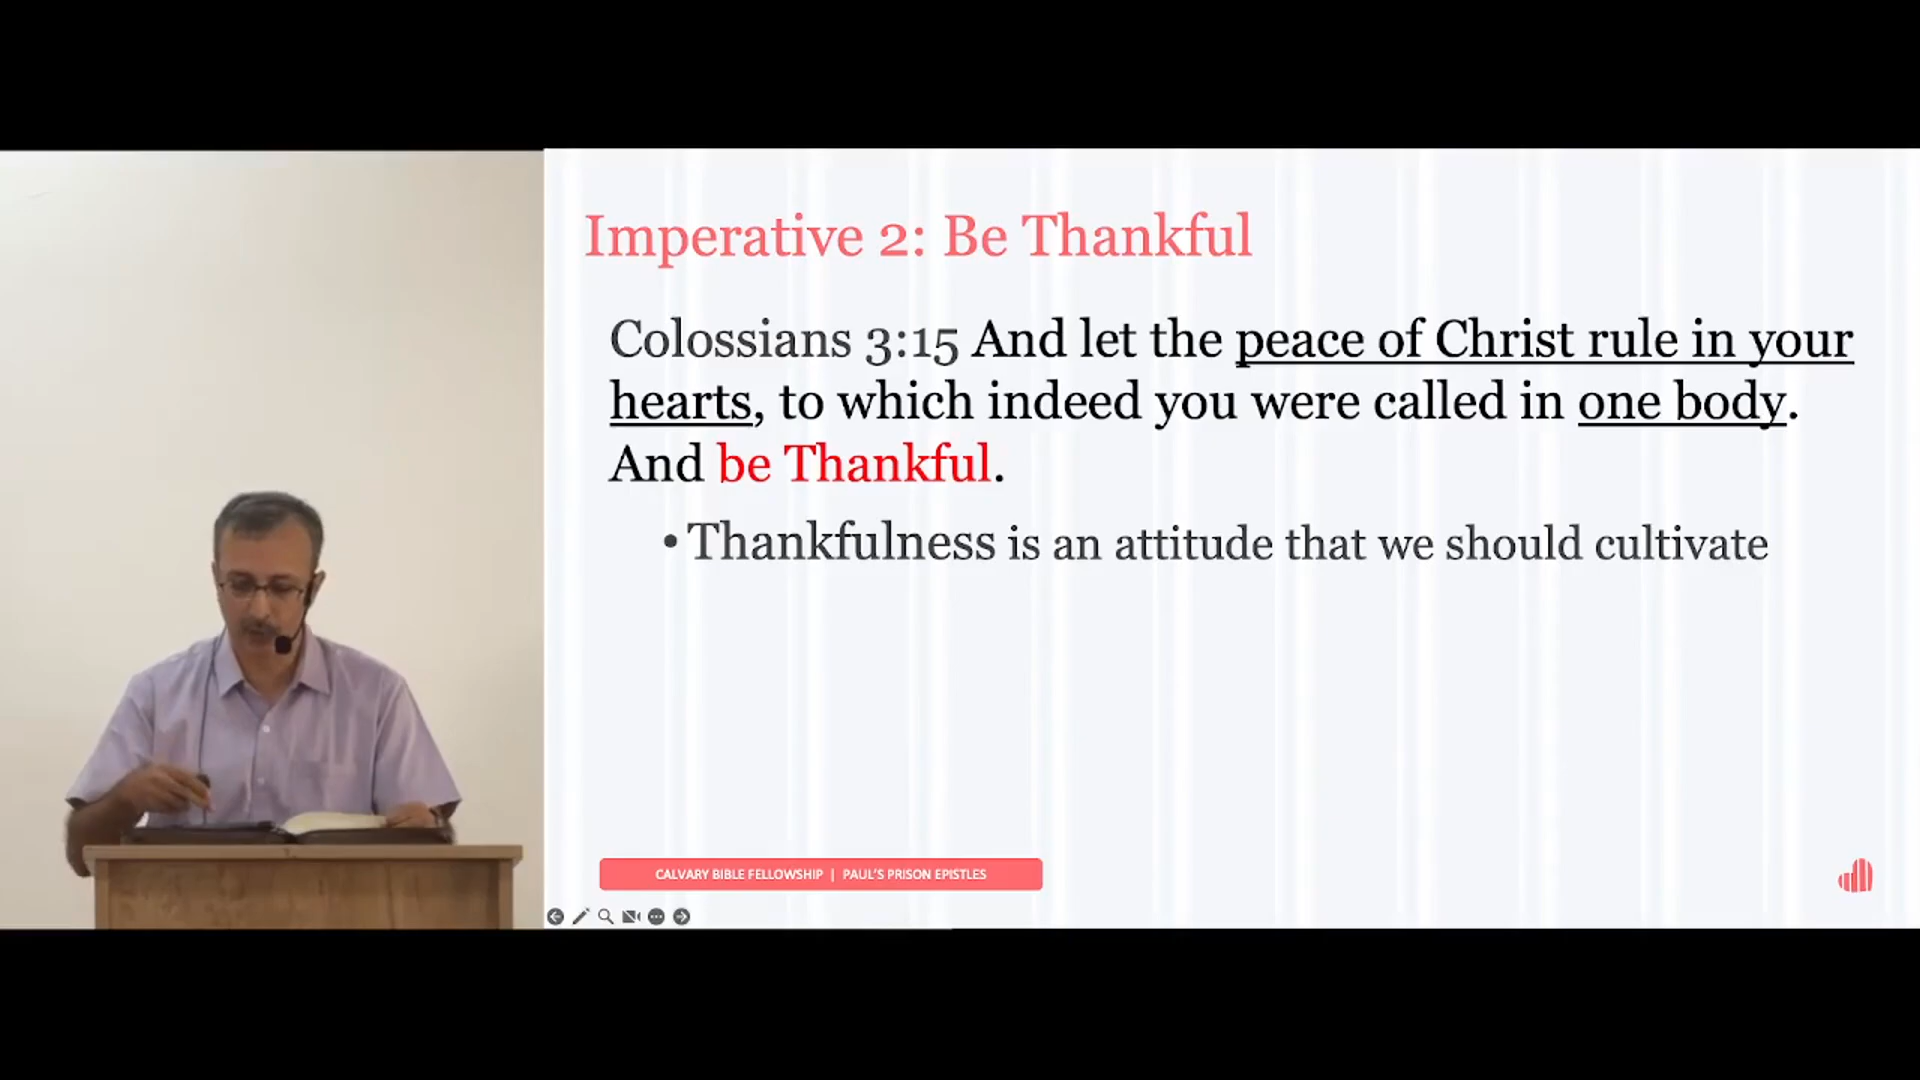 Imperative 2: Be Thankful
Colossians 3:15 And let the peace of Christ rule in your
hearts, to which indeed you were called in one body.
And be Thankful.
• Thankfulness is an attitude that we should cultivate
CALVARY BIBLE FELLOWSHIP | PAUL'S PRISON EPISTLES